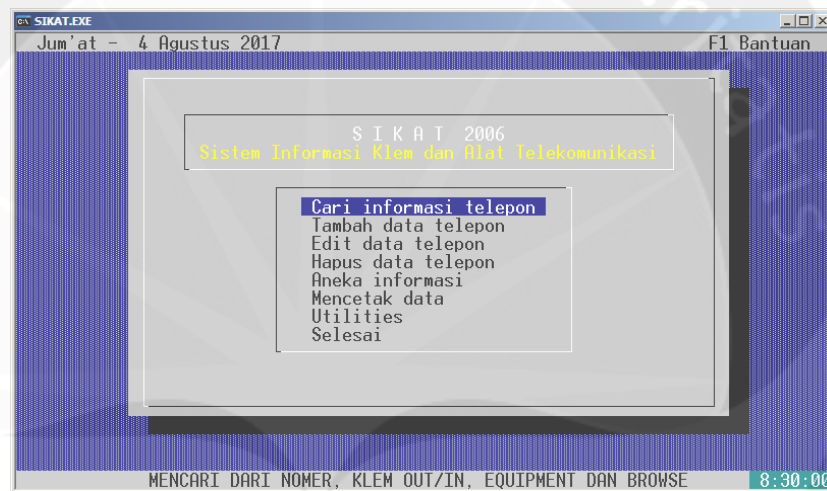 SIKAT.EXE
Jum'at - 4 Agustus 2017 F1 Bantuan
S I K A T 2006
Sistem Informasi Klem dan Alat Telekomunikasi
Cari informasi telepon
Tambah data telepon
Edit data telepon
Hapus data telepon
Aneka informasi
Mencetak data
Utilities
Selesai
MENCARI DARI NOMER, KLEM OUT/IN, EQUIPMENT DAN BROWSE 8:30:00